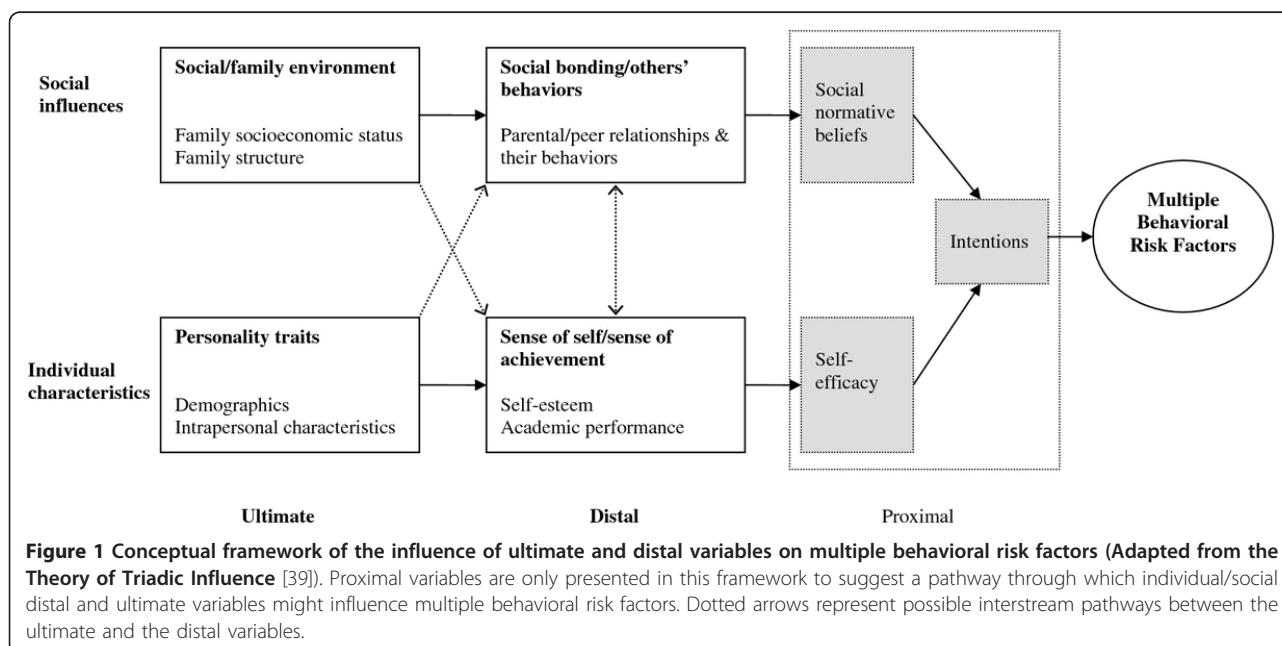 Social
influences
Social/family environment
Family socioeconomic status
Family structure
Social bonding/others'
behaviors
Parental/peer relationships &
their behaviors
Social
normative
beliefs
Intentions
Multiple
Behavioral
Risk Factors
Individual
characteristics
Personality traits
Demographics
Intrapersonal characteristics
Sense of self/sense of
achievement
Self-esteem
Academic performance
Self-
efficacy
Ultimate
Distal
Proximal
Figure 1 Conceptual framework of the influence of ultimate and distal variables on multiple behavioral risk factors (Adapted from the
Theory of Triadic Influence [39]). Proximal variables are only presented in this framework to suggest a pathway through which individual/social
distal and ultimate variables might influence multiple behavioral risk factors. Dotted arrows represent possible interstream pathways between the
ultimate and the distal variables.